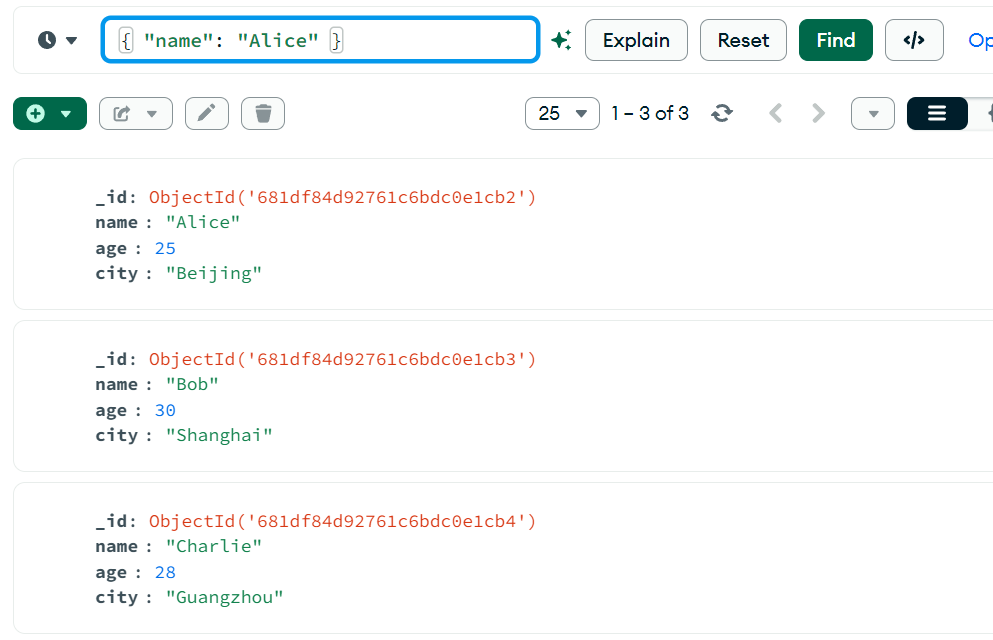 { "name": "Alice" } Explain Reset Find </> Op
25 1 – 3 of 3
_id: ObjectId('681df84d92761c6bdc0e1cb2')
name : "Alice"
age : 25
city : "Beijing"
_id: ObjectId('681df84d92761c6bdc0e1cb3')
name : "Bob"
age : 30
city : "Shanghai"
_id: ObjectId('681df84d92761c6bdc0e1cb4')
name : "Charlie"
age : 28
city : "Guangzhou"